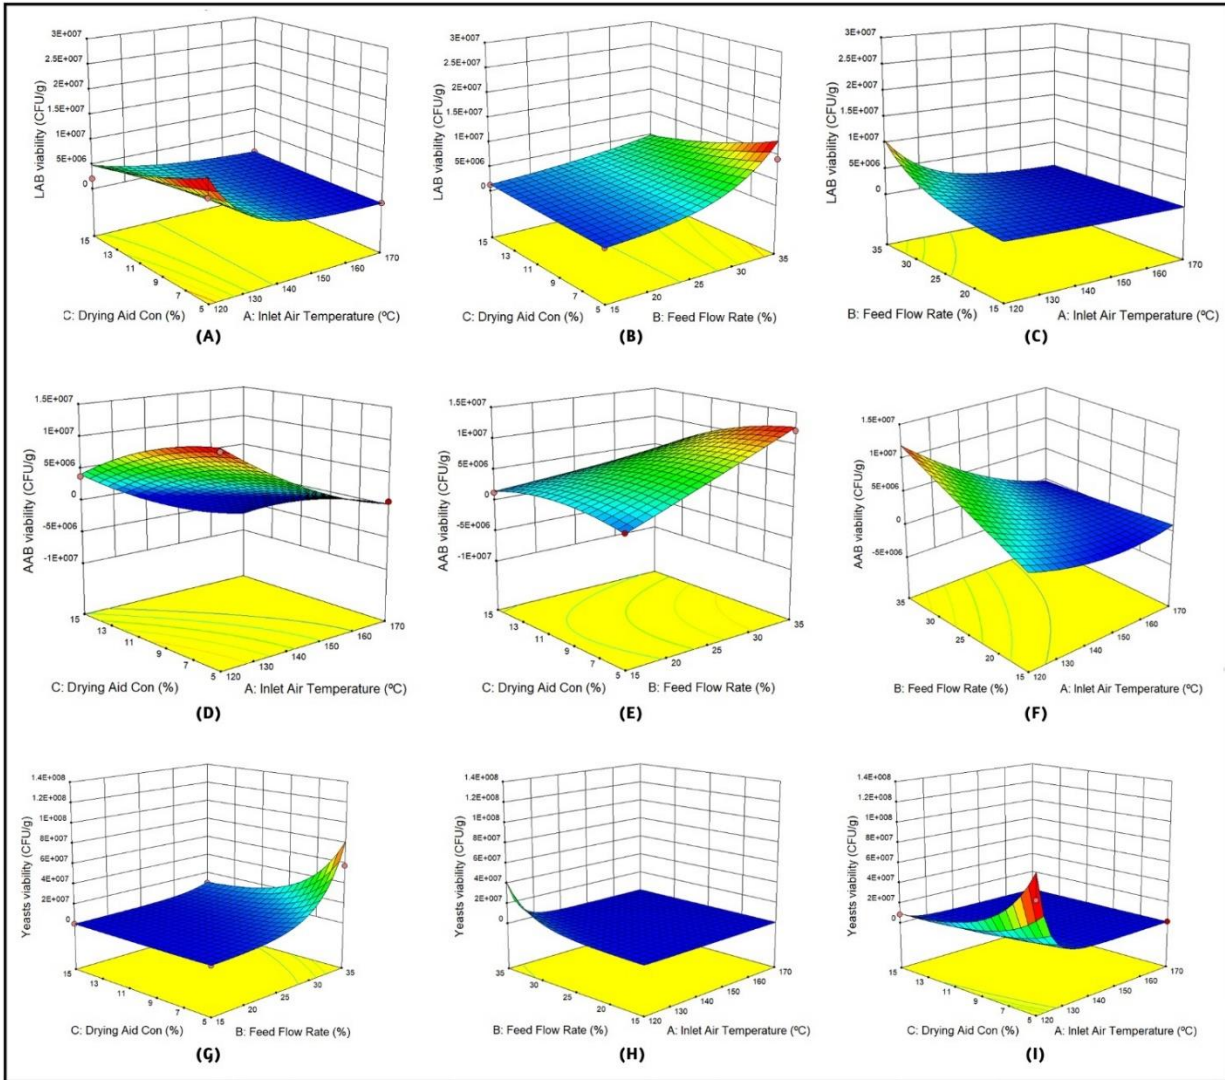 3E+007
2.5E+007
2E+007
1.5E+007
1E+007
5E+006
0
LAB viability (CFU/g)
15
13
11
9
7
5
120
130
140
150
160
170
C: Drying Aid Con (%)
A: Inlet Air Temperature (ºC)
(A)
3E+007
2.5E+007
2E+007
1.5E+007
1E+007
5E+006
0
LAB viability (CFU/g)
15
13
11
9
7
5
15
20
25
30
35
C: Drying Aid Con (%)
B: Feed Flow Rate (%)
(B)
3E+007
2.5E+007
2E+007
1.5E+007
1E+007
5E+006
0
LAB viability (CFU/g)
35
30
25
20
15
120
130
140
150
160
170
B: Feed Flow Rate (%)
A: Inlet Air Temperature (ºC)
(C)
1.5E+007
1E+007
5E+006
0
-5E+006
-1E+007
AAB viability (CFU/g)
15
13
11
9
7
5
120
130
140
150
160
170
C: Drying Aid Con (%)
A: Inlet Air Temperature (ºC)
(D)
1.5E+007
1E+007
5E+006
0
-5E+006
-1E+007
AAB viability (CFU/g)
15
13
11
9
7
5
15
20
25
30
35
C: Drying Aid Con (%)
B: Feed Flow Rate (%)
(E)
1.5E+007
1E+007
5E+006
0
-5E+006
AAB viability (CFU/g)
35
30
25
20
15
120
130
140
150
160
170
B: Feed Flow Rate (%)
A: Inlet Air Temperature (ºC)
(F)
1.4E+008
1.2E+008
1E+008
8E+007
6E+007
4E+007
2E+007
0
Yeasts viability (CFU/g)
15
13
11
9
7
5
15
20
25
30
35
C: Drying Aid Con (%)
B: Feed Flow Rate (%)
(G)
1.4E+008
1.2E+008
1E+008
8E+007
6E+007
4E+007
2E+007
0
Yeasts viability (CFU/g)
35
30
25
20
15
120
130
140
150
160
170
B: Feed Flow Rate (%)
A: Inlet Air Temperature (ºC)
(H)
1.4E+008
1.2E+008
1E+008
8E+007
6E+007
4E+007
2E+007
0
Yeasts viability (CFU/g)
15
13
11
9
7
5
120
130
140
150
160
170
C: Drying Aid Con (%)
A: Inlet Air Temperature (ºC)
(I)